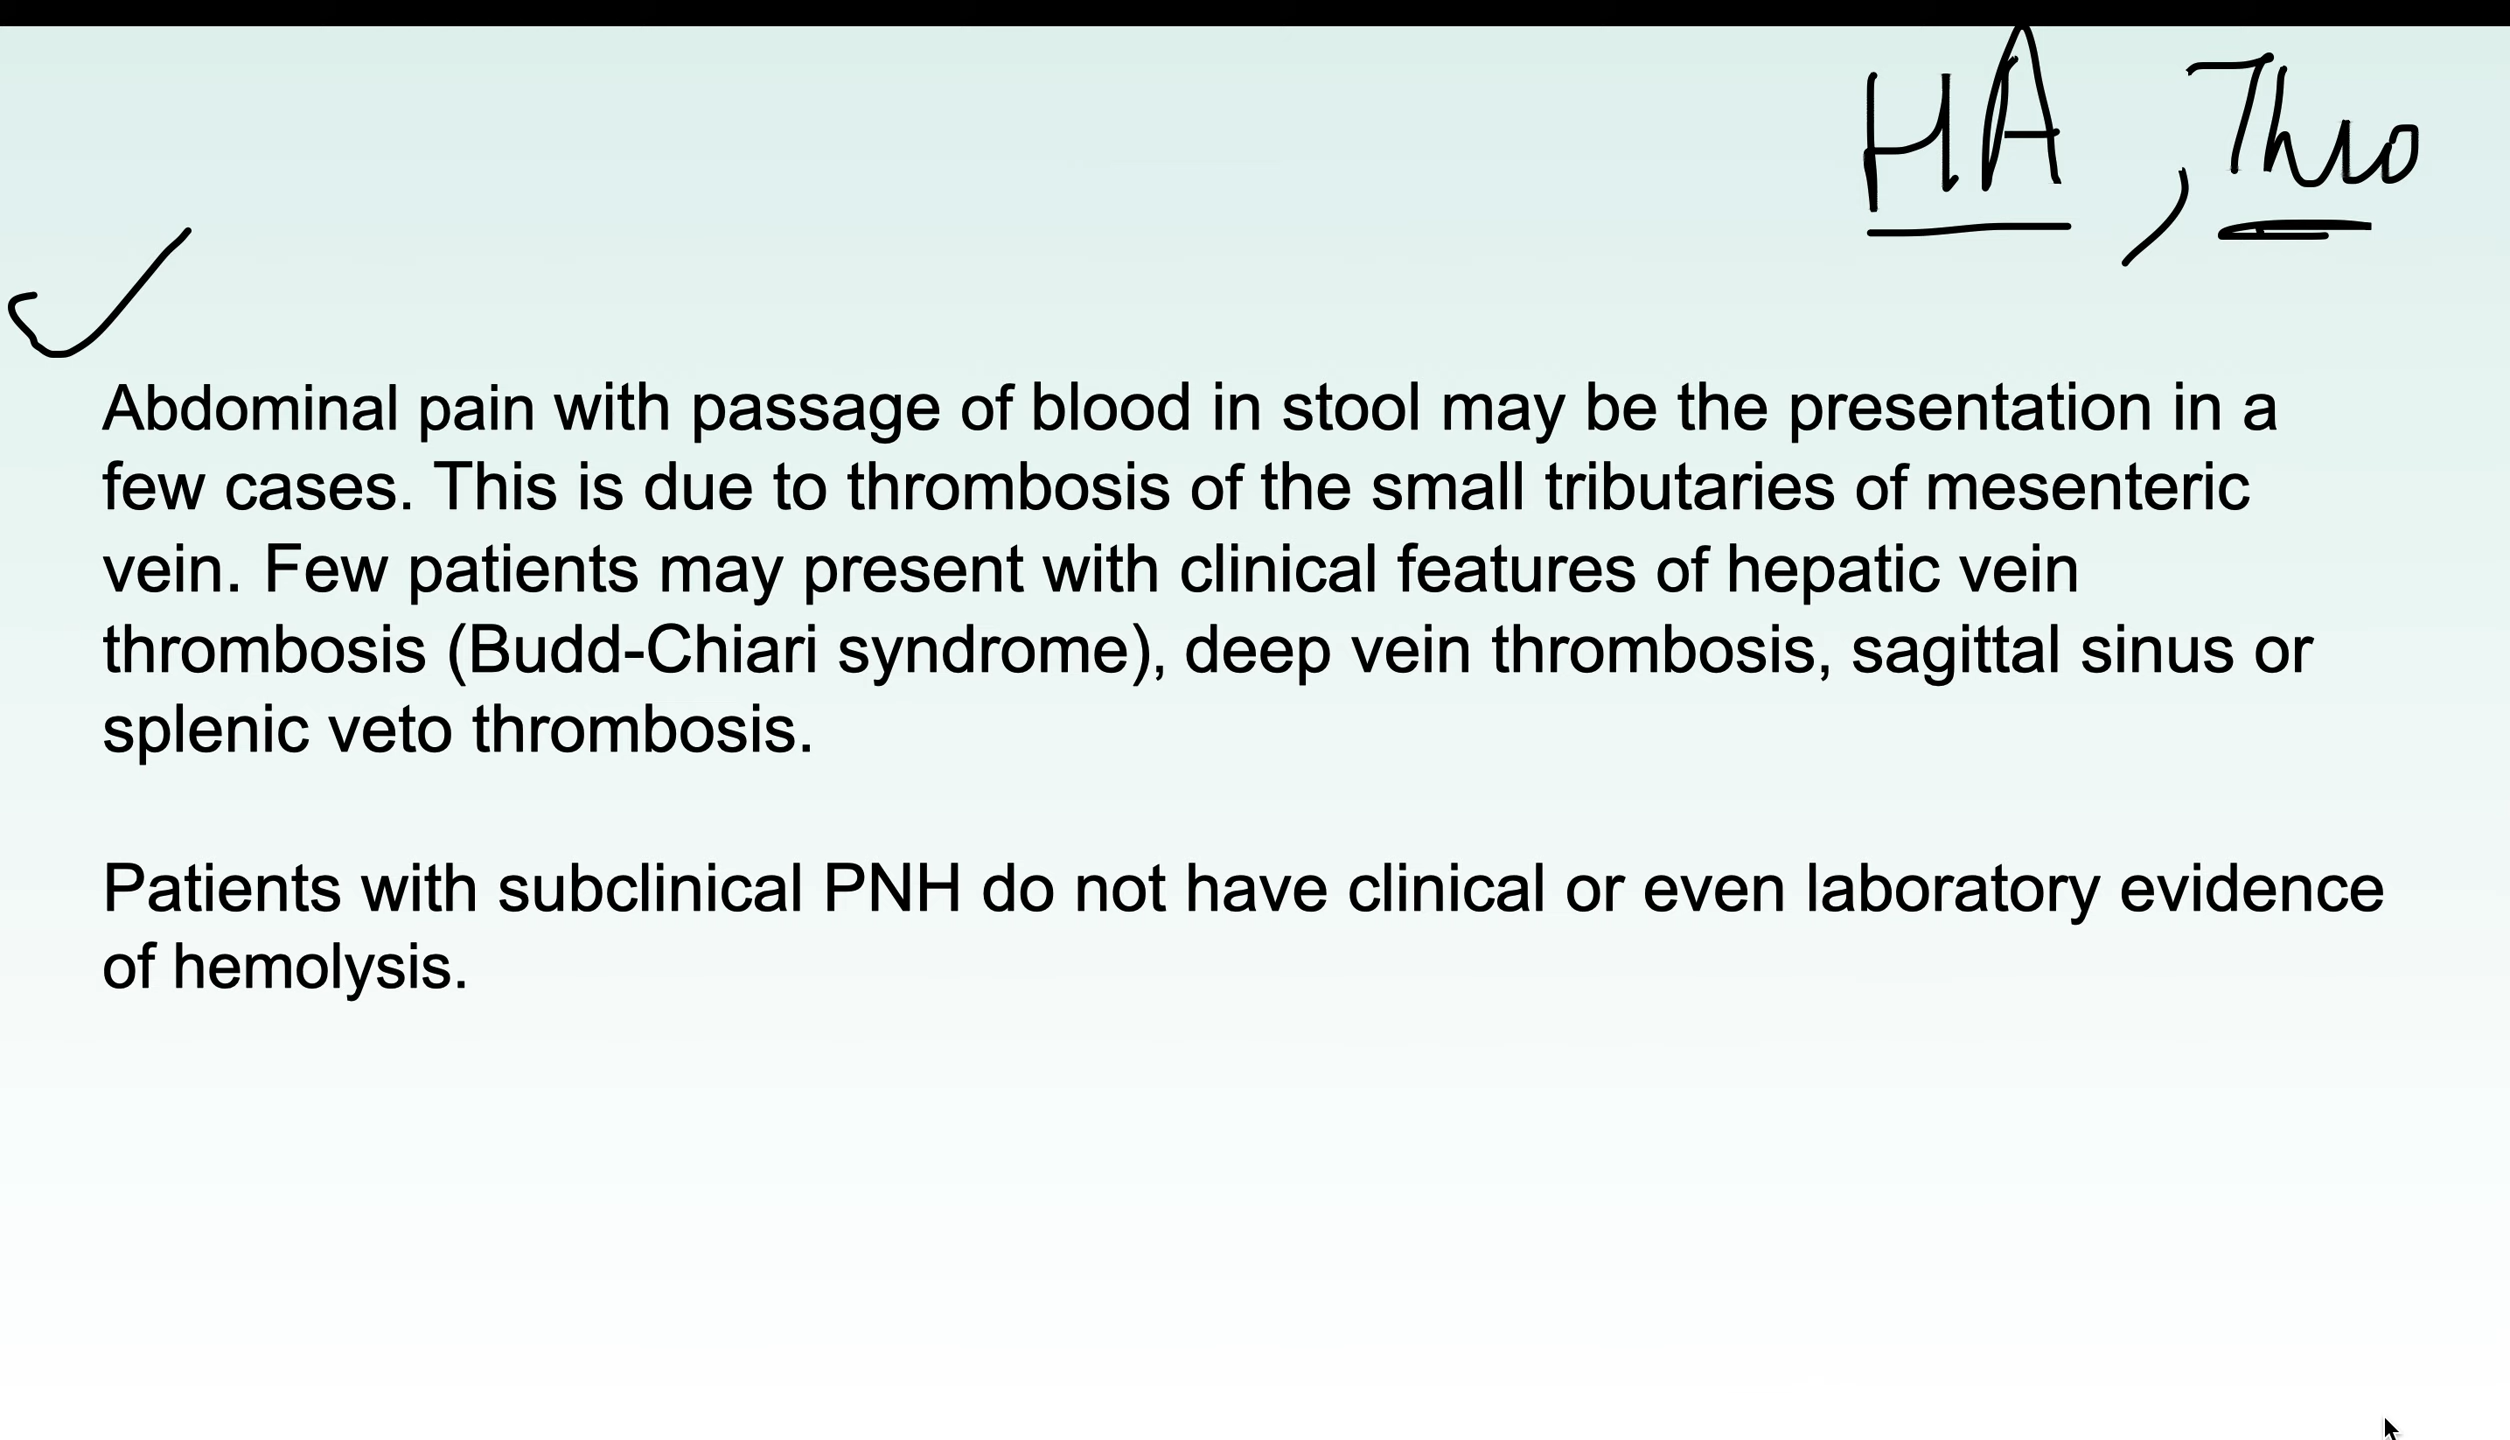 HA, Thro
Abdominal pain with passage of blood in stool may be the presentation in a
few cases. This is due to thrombosis of the small tributaries of mesenteric
vein. Few patients may present with clinical features of hepatic vein
thrombosis (Budd-Chiari syndrome), deep vein thrombosis, sagittal sinus or
splenic veto thrombosis.
Patients with subclinical PNH do not have clinical or even laboratory evidence
of hemolysis.